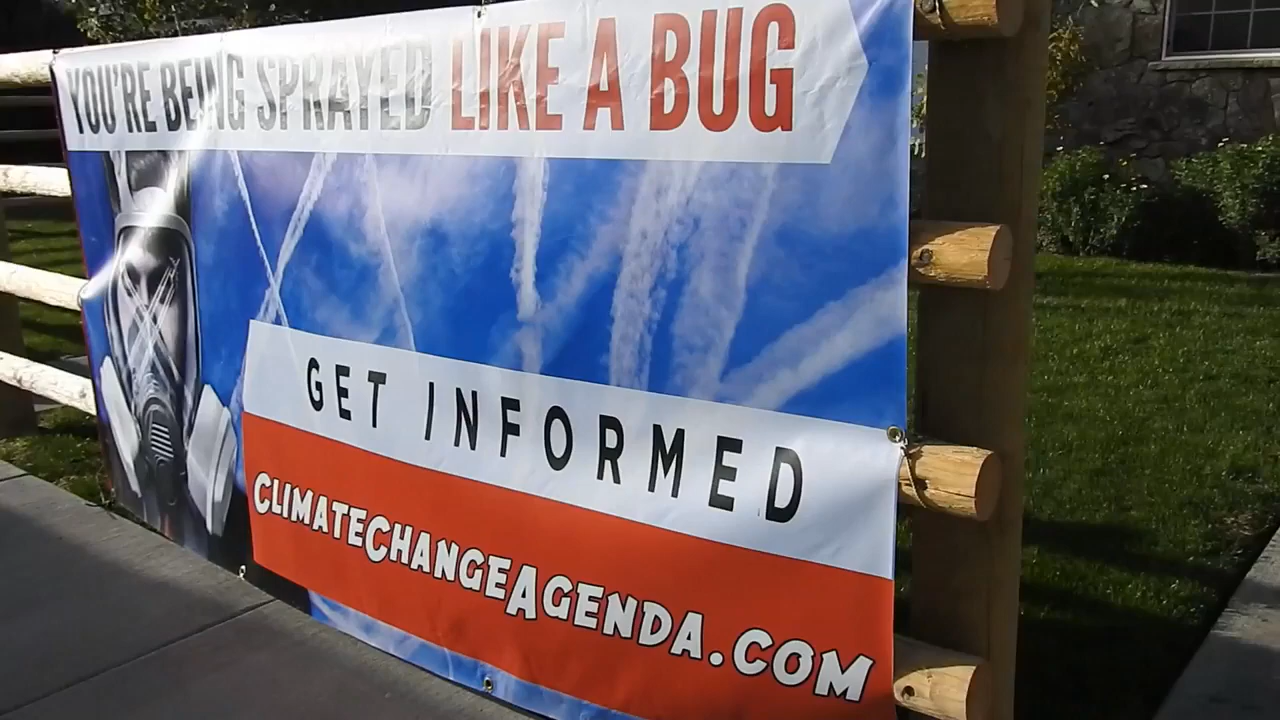 YOU'RE BEING SPRAYED LIKE A BUG
GET INFORMED
CLIMATECHANGEAGENDA.COM